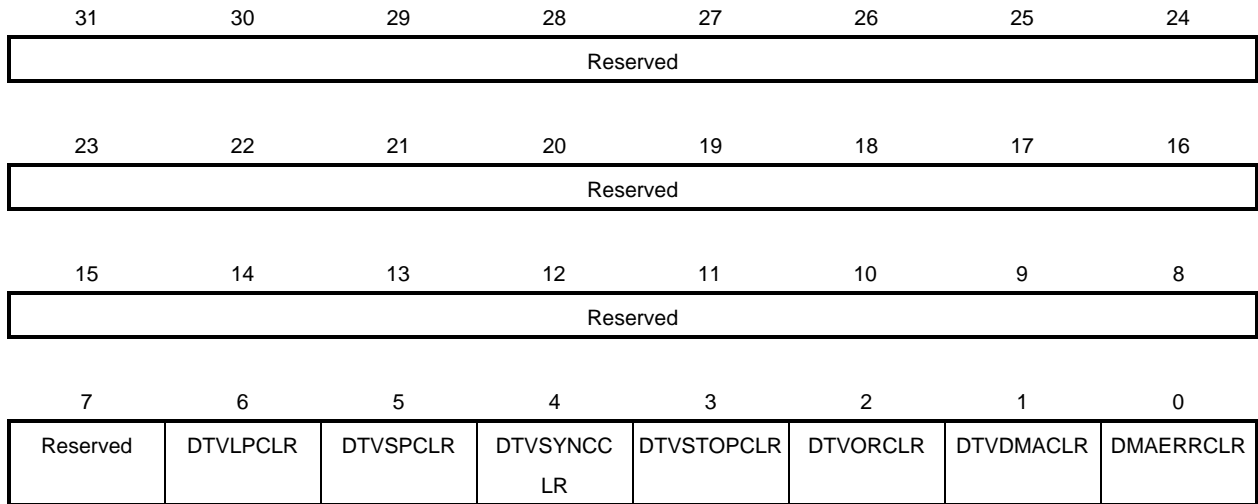 31 30 29 28 27 26 25 24
Reserved
23 22 21 20 19 18 17 16
Reserved
15 14 13 12 11 10 9 8
Reserved
7 6 5 4 3 2 1 0
Reserved DTVLPCLR DTVSPCLR DTVSYNCC DTVSTOPCLR DTVORCLR DTVDMACLR DMAERRCLR
LR